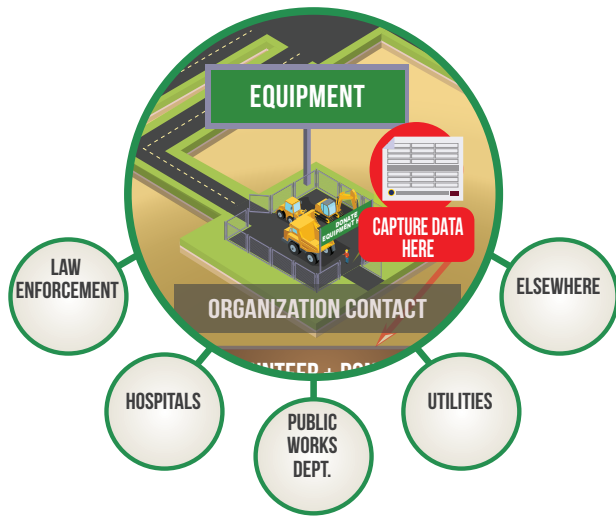 EQUIPMENT
DONATE
EQUIPMENT
CAPTURE DATA
HERE
ORGANIZATION CONTACT
LAW
ENFORCEMENT
HOSPITALS
PUBLIC
WORKS
DEPT.
UTILITIES
ELSEWHERE